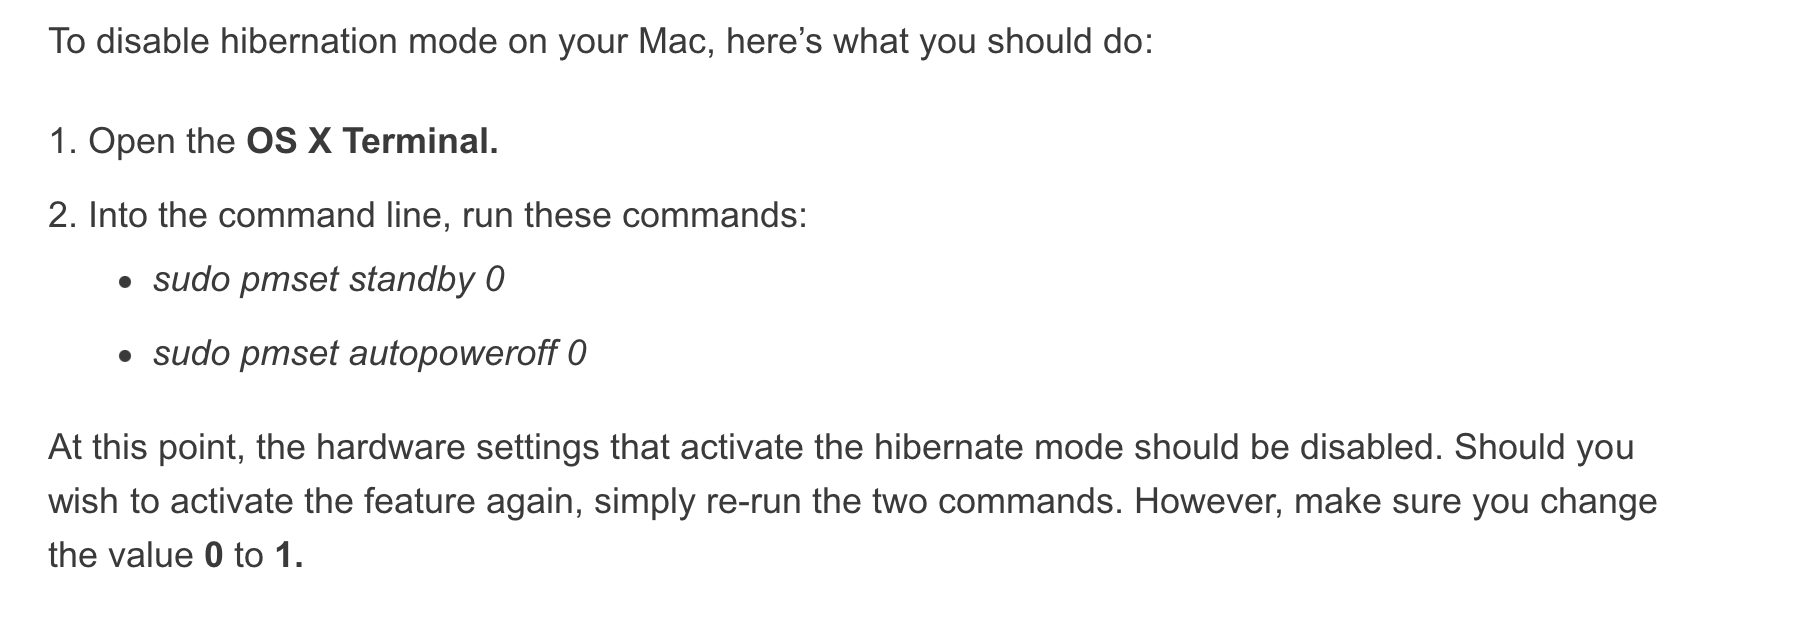 To disable hibernation mode on your Mac, here’s what you should do:
1. Open the OS X Terminal.
2. Into the command line, run these commands:
• sudo pmset standby 0
• sudo pmset autopoweroff 0
At this point, the hardware settings that activate the hibernate mode should be disabled. Should you
wish to activate the feature again, simply re-run the two commands. However, make sure you change
the value 0 to 1.